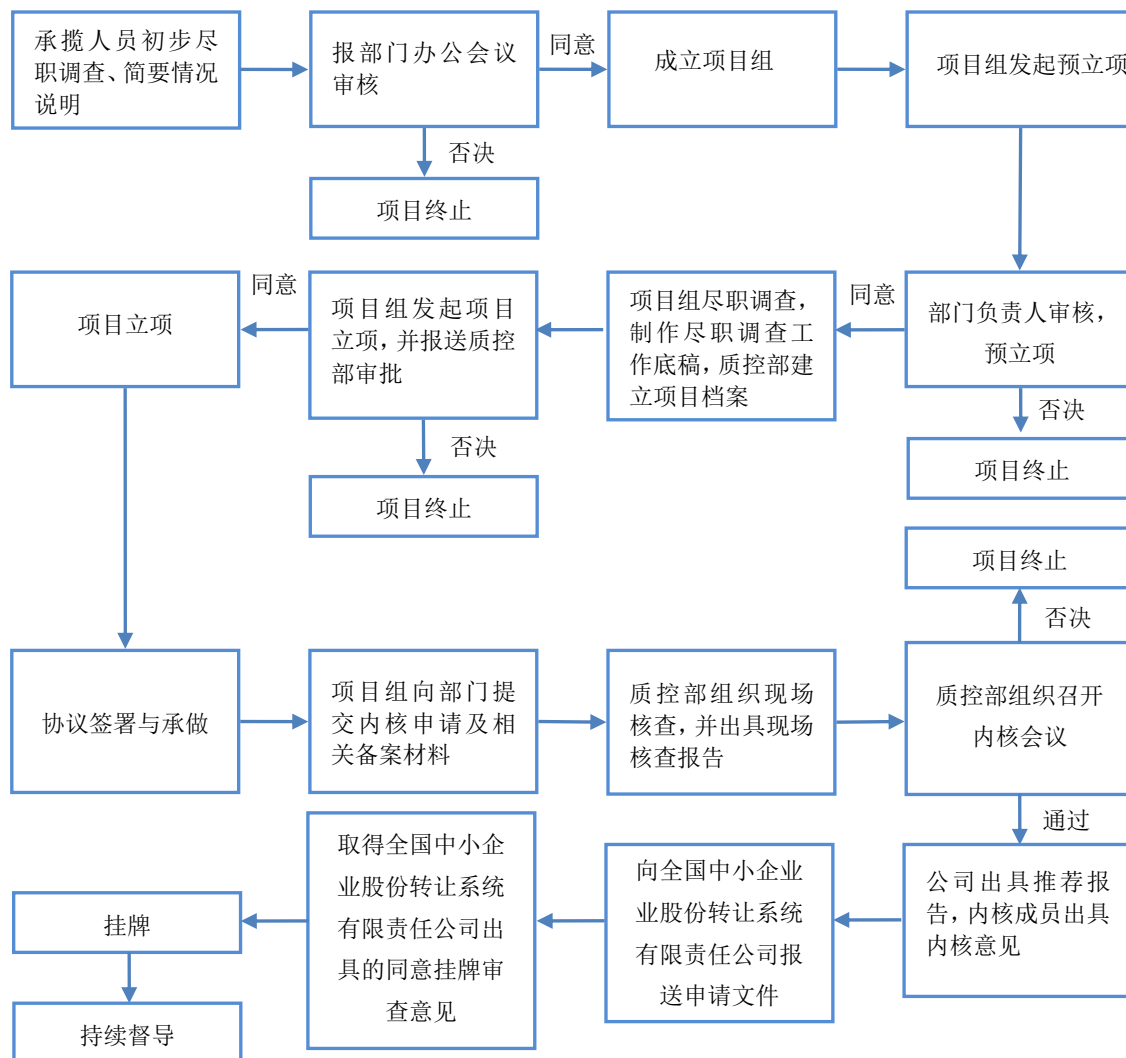 承揽人员初步尽
职调查、简要情况
说明
报部门办公会议
审核
同意
成立项目组
项目组发起预立项
否决
项目终止
项目立项
同意
项目组发起项目
立项,并报送质控
部审批
项目组尽职调查,
制作尽职调查工
作底稿,质控部建
立项目档案
同意
部门负责人审核,
预立项
否决
项目终止
否决
项目终止
项目终止
否决
协议签署与承做
项目组向部门提
交内核申请及相
关备案材料
质控部组织现场
核查,并出具现场
核查报告
质控部组织召开
内核会议
通过
公司出具推荐报
告,内核成员出具
内核意见
向全国中小企业
业股份转让系统
有限责任公司报
送申请文件
取得全国中小企
业股份转让系统
有限责任公司出
具的同意挂牌审
查意见
挂牌
持续督导